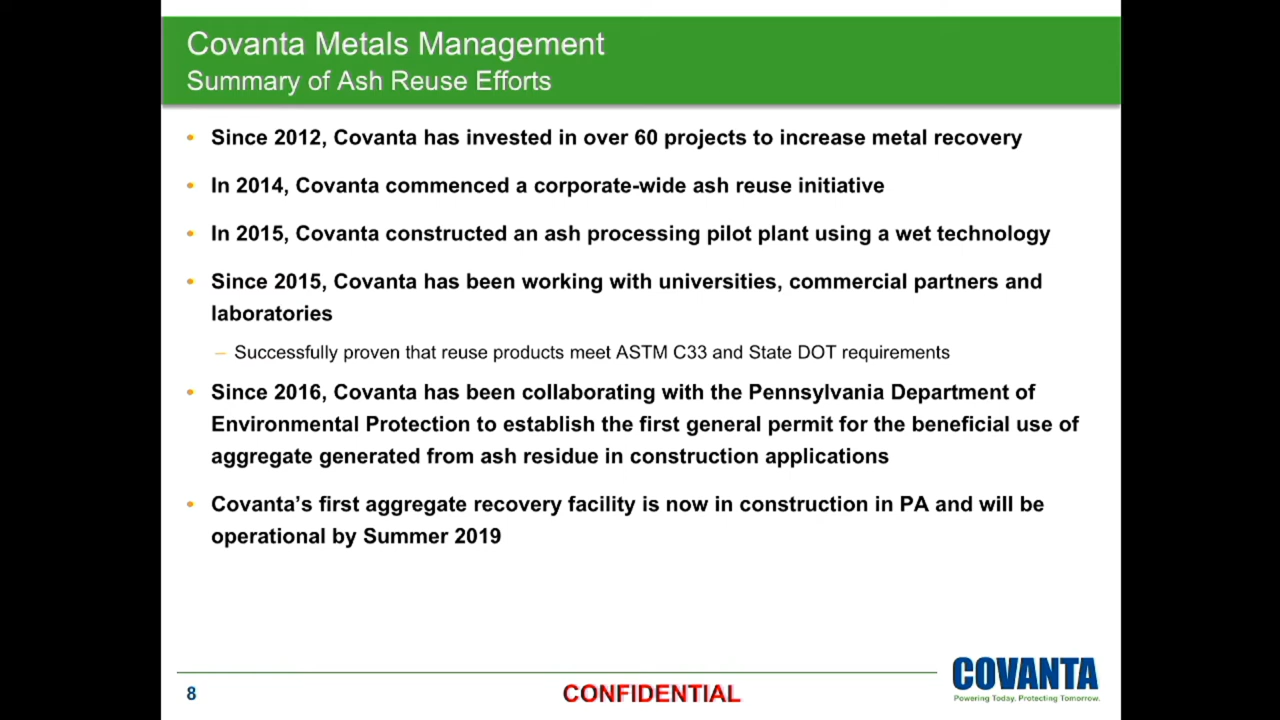 Covanta Metals Management
Summary of Ash Reuse Efforts
• Since 2012, Covanta has invested in over 60 projects to increase metal recovery
• In 2014, Covanta commenced a corporate-wide ash reuse initiative
• In 2015, Covanta constructed an ash processing pilot plant using a wet technology
• Since 2015, Covanta has been working with universities, commercial partners and
laboratories
– Successfully proven that reuse products meet ASTM C33 and State DOT requirements
• Since 2016, Covanta has been collaborating with the Pennsylvania Department of
Environmental Protection to establish the first general permit for the beneficial use of
aggregate generated from ash residue in construction applications
• Covanta’s first aggregate recovery facility is now in construction in PA and will be
operational by Summer 2019
8
CONFIDENTIAL
COVANTA
Powering Today. Protecting Tomorrow.